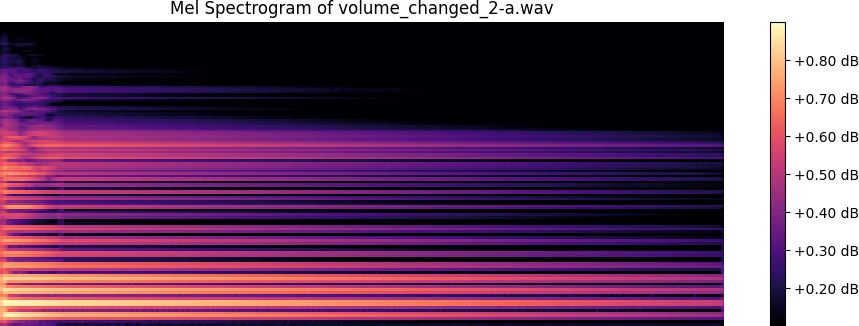 Mel Spectrogram of volume_changed_2-a.wav
+0.80 dB
+0.70 dB
+0.60 dB
+0.50 dB
+0.40 dB
+0.30 dB
+0.20 dB